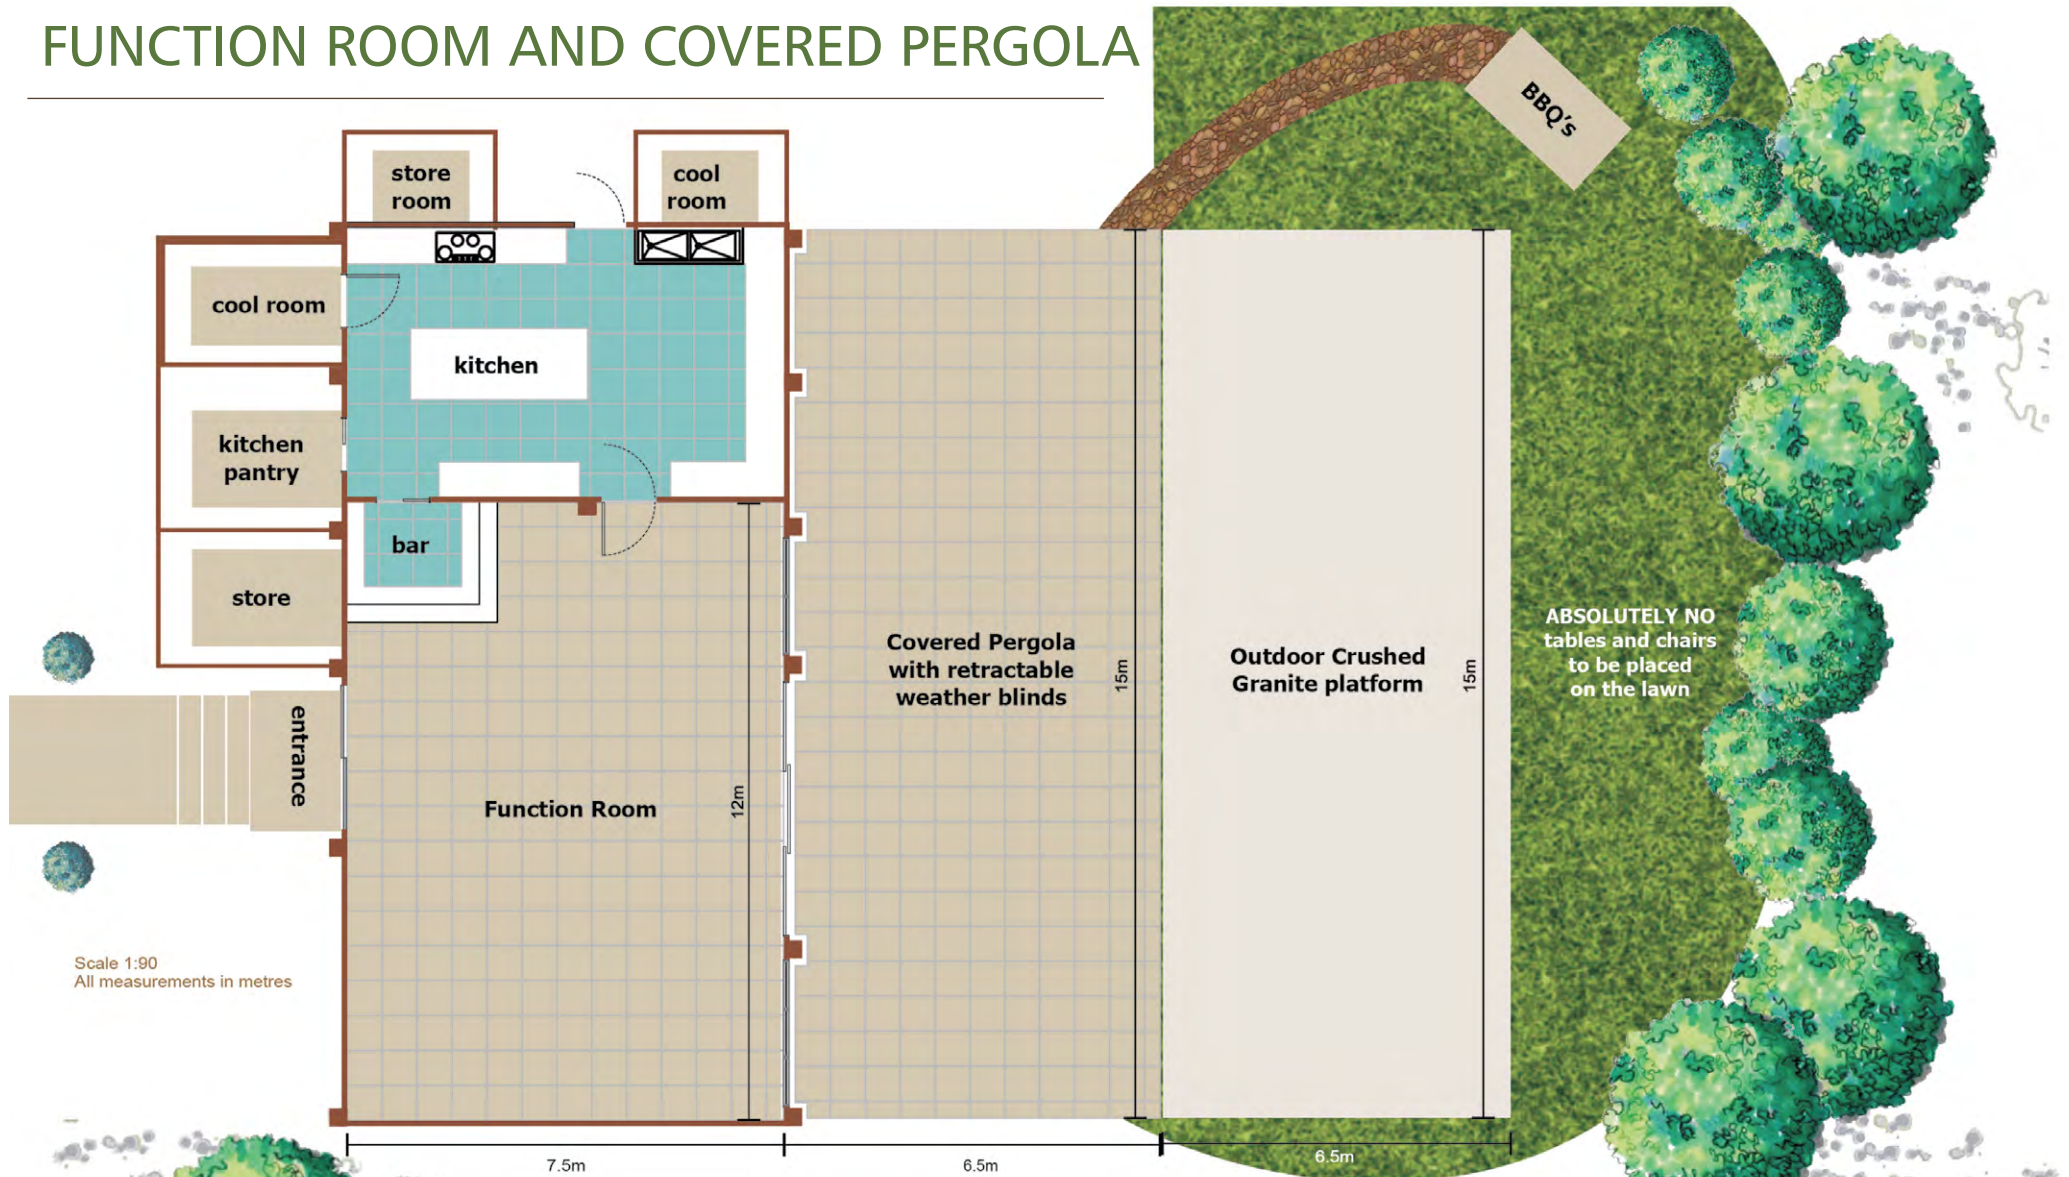 FUNCTION ROOM AND COVERED PERGOLA
BBQ's
store
room
cool
room
cool room
kitchen
kitchen
pantry
bar
store
entrance
Function Room
12m
Covered Pergola
with retractable
weather blinds
15m
Outdoor Crushed
Granite platform
15m
ABSOLUTELY NO
tables and chairs
to be placed
on the lawn
Scale 1:90
All measurements in metres
7.5m
6.5m
6.5m